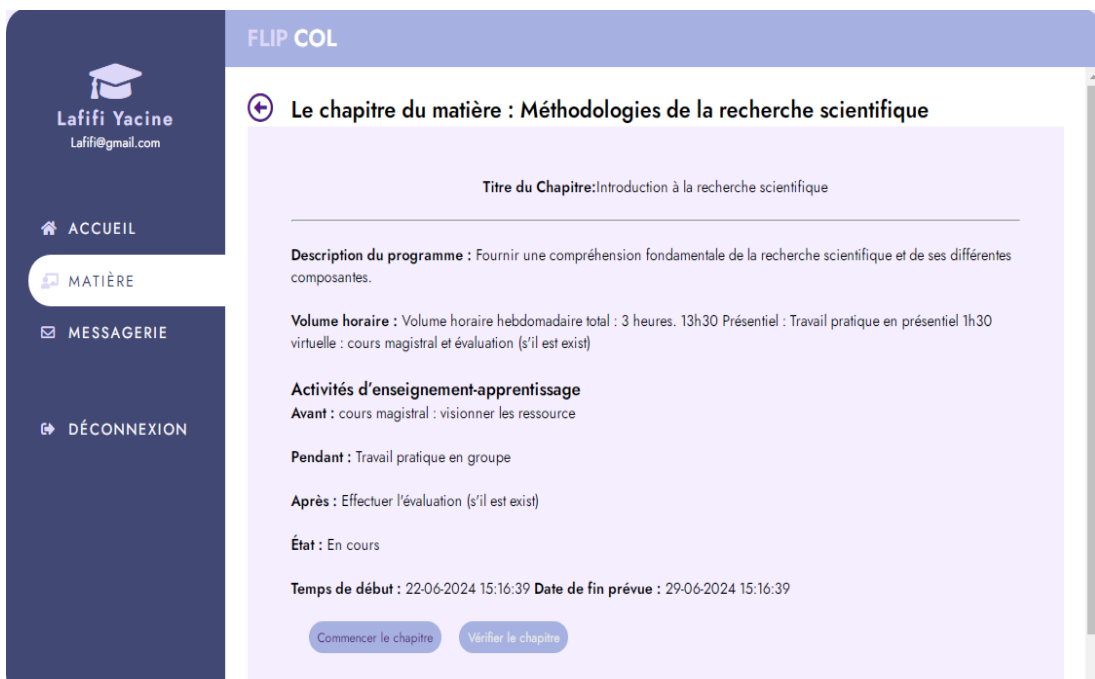 FLIP COL
Lafifi Yacine
Lafifi@gmail.com
ACCUEIL
MATIÈRE
MESSAGERIE
DÉCONNEXION
Le chapitre du matière : Méthodologies de la recherche scientifique
Titre du Chapitre:Introduction à la recherche scientifique
Description du programme : Fournir une compréhension fondamentale de la recherche scientifique et de ses différentes
composantes.
Volume horaire : Volume horaire hebdomadaire total : 3 heures. 13h30 Présentiel : Travail pratique en présentiel 1h30
virtuelle : cours magistral et évaluation (s'il est exist)
Activités d'enseignement-apprentissage
Avant : cours magistral : visionner les ressource
Pendant : Travail pratique en groupe
Après : Effectuer l'évaluation (s'il est exist)
État : En cours
Temps de début : 22-06-2024 15:16:39 Date de fin prévue : 29-06-2024 15:16:39
Commencer le chapitre
Vérifier le chapitre